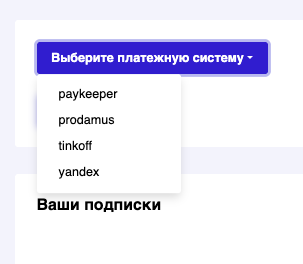 Выберите платежную систему
paykeeper
prodamus
tinkoff
yandex
Ваши подписки